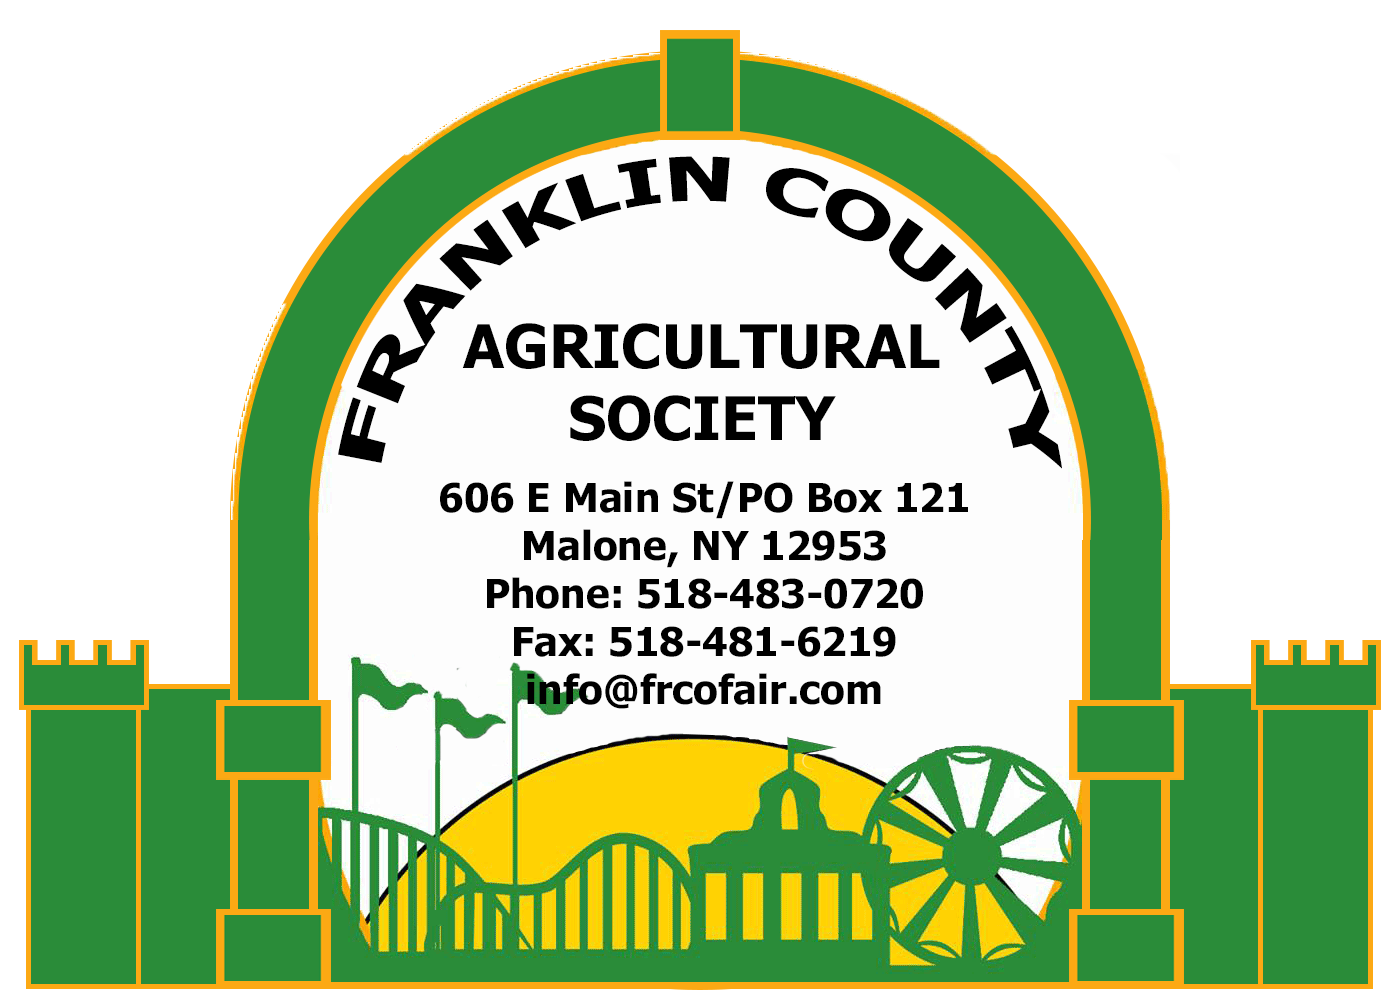 FRANKLIN COUNTY
AGRICULTURAL
SOCIETY
606 E Main St/PO Box 121
Malone, NY 12953
Phone: 518-483-0720
Fax: 518-481-6219
info@frcofair.com